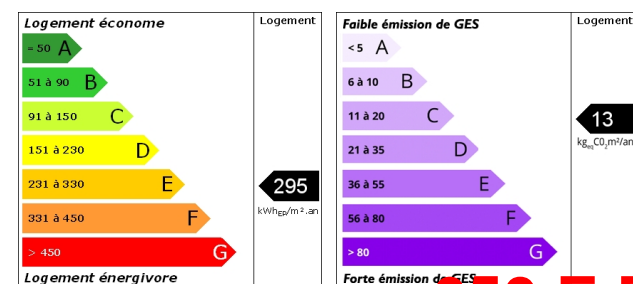 Logement économe
Logement
= 50 A
51 à 90 B
91 à 150 C
151 à 230 D
231 à 330 E
331 à 450 F
> 450 G
295
kWhEP/m².an
Logement énergivore
Faible émission de GES
Logement
< 5 A
6 à 10 B
11 à 20 C
21 à 35 D
36 à 55 E
56 à 80 F
> 80 G
13
kgeqCO2m²/an
Forte émission de GES